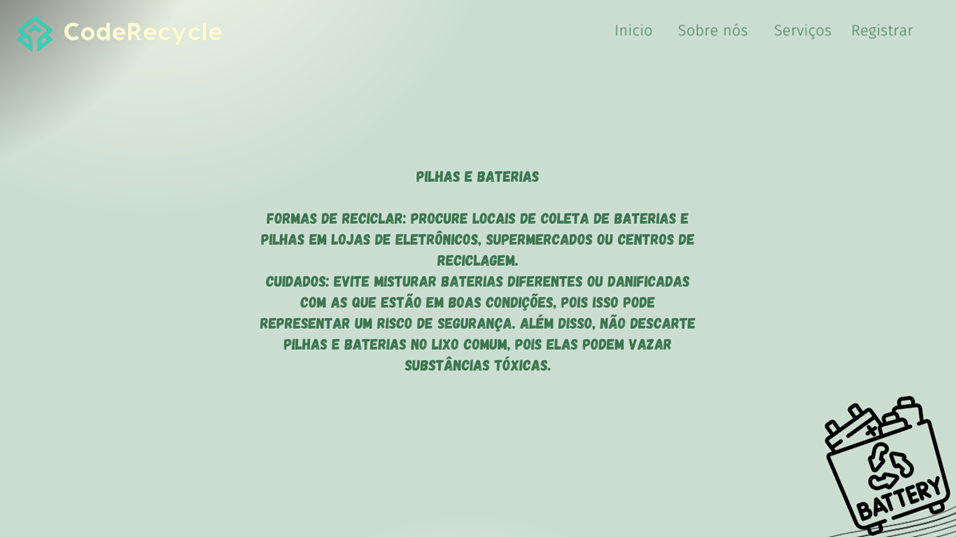 CodeRecycle
Inicio Sobre nós Serviços Registrar
PILHAS E BATERIAS
FORMAS DE RECICLAR: PROCURE LOCAIS DE COLETA DE BATERIAS E
PILHAS EM LOJAS DE ELETRÔNICOS, SUPERMERCADOS OU CENTROS DE
RECICLAGEM.
CUIDADOS: EVITE MISTURAR BATERIAS DIFERENTES OU DANIFICADAS
COM AS QUE ESTÃO EM BOAS CONDIÇÕES, POIS ISSO PODE
REPRESENTAR UM RISCO DE SEGURANÇA. ALÉM DISSO, NÃO DESCARTE
PILHAS E BATERIAS NO LIXO COMUM, POIS ELAS PODEM VAZAR
SUBSTÂNCIAS TÓXICAS.
BATTERY